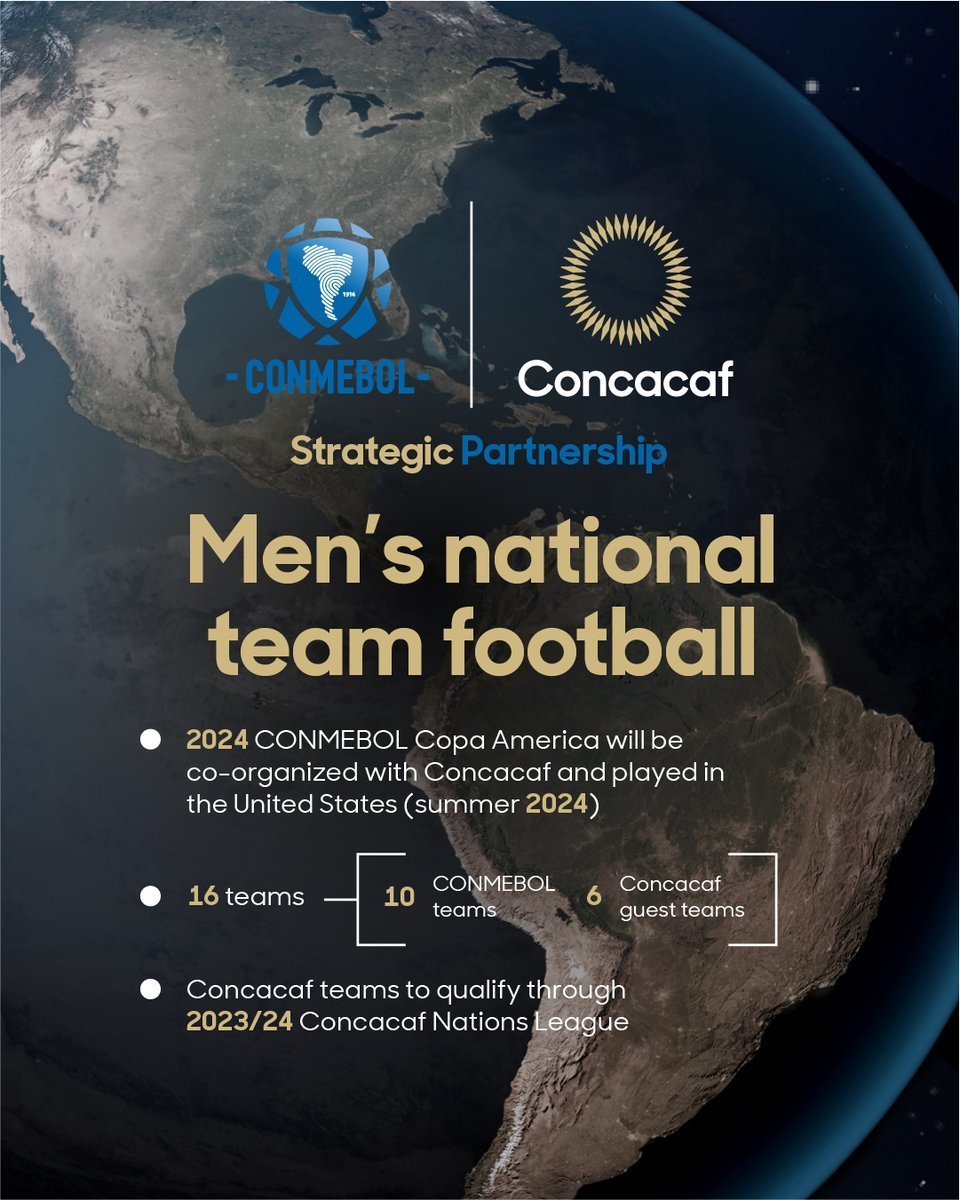 1916
- CONMEBOL -
Concacaf
Strategic Partnership
Men's national
team football
2024 CONMEBOL Copa America will be
co-organized with Concacaf and played in
the United States (summer 2024)
16 teams
10 CONMEBOL
teams
6 Concacaf
guest teams
Concacaf teams to qualify through
2023/24 Concacaf Nations League